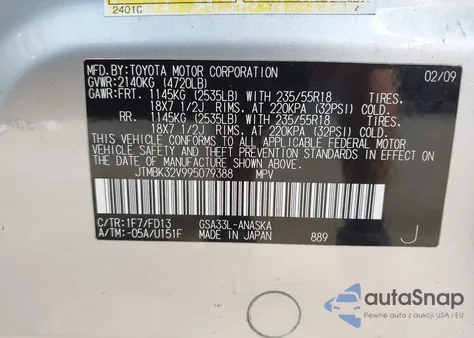 2401C
MFD.BY:TOYOTA MOTOR CORPORATION 02/09
GVWR:2140KG (4720LB)
GAWR:FRT. 1145KG (2535LB) WITH 235/55R18 TIRES.
18X7 1/2J RIMS. AT 220KPA (32PSI) COLD.
RR. 1145KG (2535LB) WITH 235/55R18 TIRES.
18X7 1/2J RIMS. AT 220KPA (32PSI) COLD.
THIS VEHICLE CONFORMS TO ALL APPLICABLE FEDERAL MOTOR
VEHICLE SAFETY AND THEFT PREVENTION STANDARDS IN EFFECT
ON THE DATE OF MANUFACTURE SHOWN ABOVE.
JTMBK32V995079388 MPV
C/TR:1F7/FD13 GSA33L-ANASKA
A/TM:-05A/U151F MADE IN JAPAN 889 J
autoSnap
Pewne auta z aukcji USA i EU